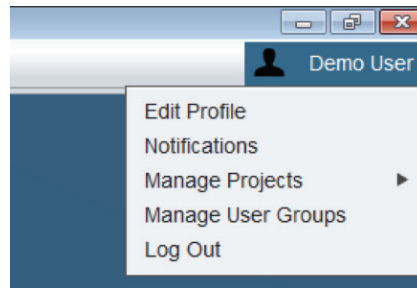 Demo User
Edit Profile
Notifications
Manage Projects
Manage User Groups
Log Out